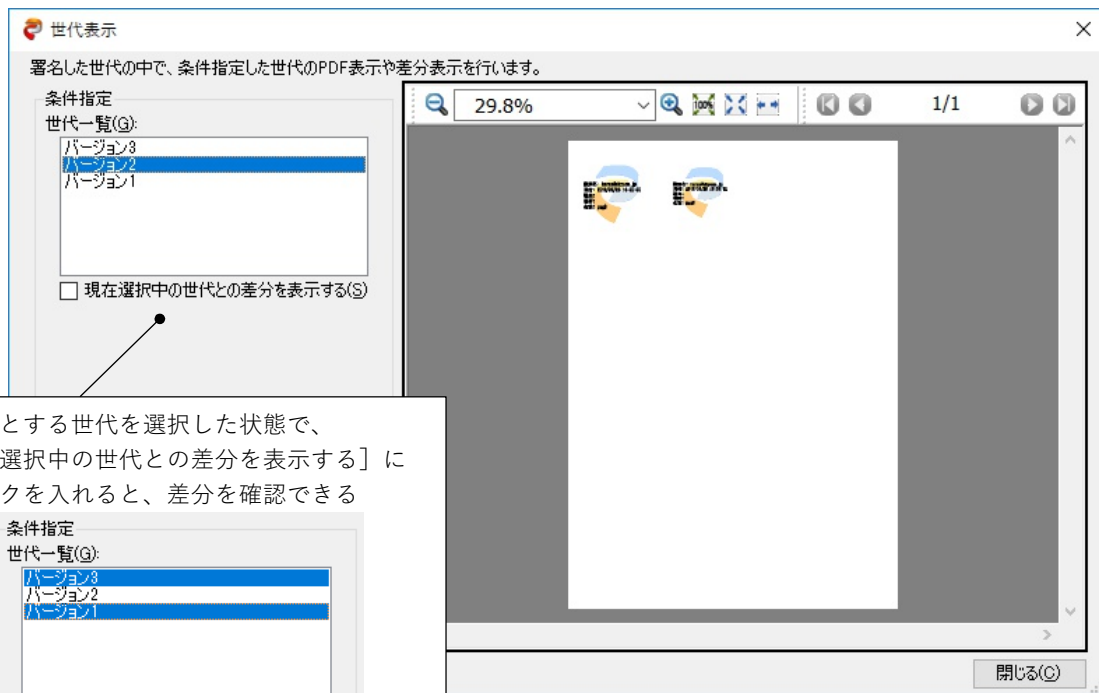 世代表示
署名した世代の中で、条件指定した世代のPDF表示や差分表示を行います。
条件指定
世代一覧(G):
バージョン3
バージョン2
バージョン1
現在選択中の世代との差分を表示する(S)
29.8%
100%
1/1
とする世代を選択した状態で、
選択中の世代との差分を表示する］に
クを入れると、差分を確認できる
条件指定
世代一覧(G):
バージョン3
バージョン2
バージョン1
閉じる(C)